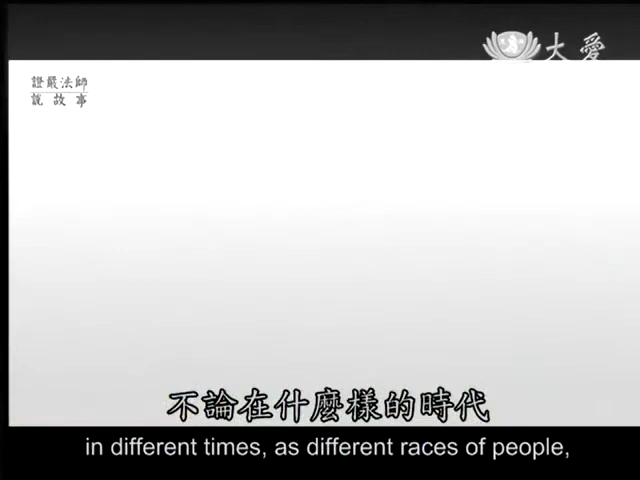 大愛
證嚴法師
說故事
不論在什麼樣的時代
in different times, as different races of people,